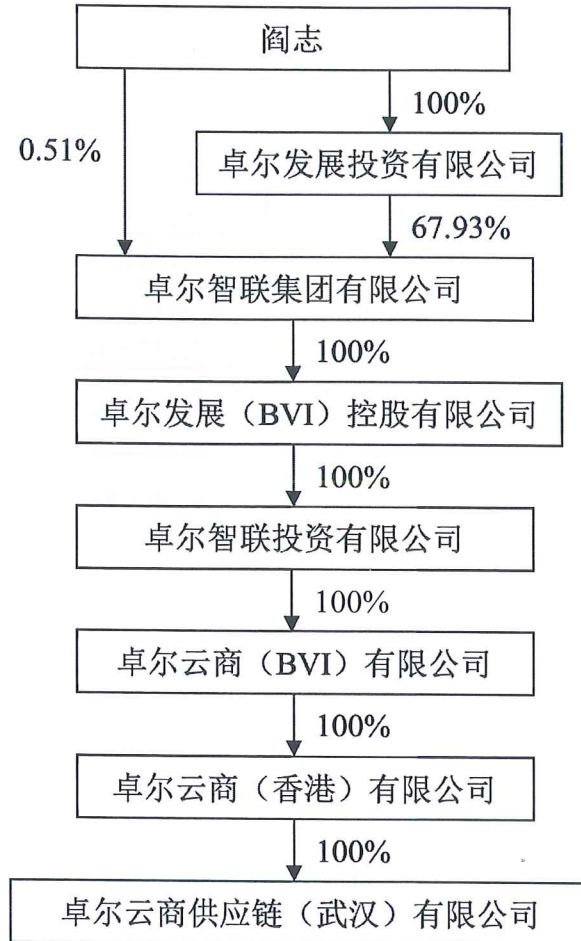 阎志
100%
0.51%
卓尔发展投资有限公司
67.93%
卓尔智联集团有限公司
100%
卓尔发展（BVI）控股有限公司
100%
卓尔智联投资有限公司
100%
卓尔云商（BVI）有限公司
100%
卓尔云商（香港）有限公司
100%
卓尔云商供应链（武汉）有限公司